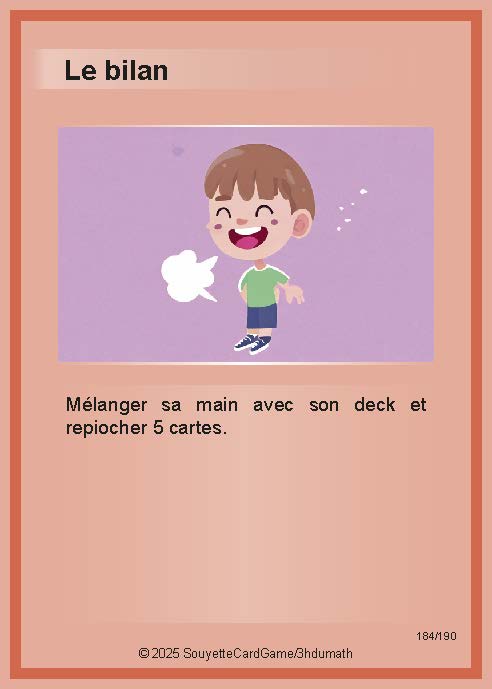 Le bilan
Mélanger sa main avec son deck et
repiocher 5 cartes.
184/190
© 2025 SouyetteCardGame/3hdumath